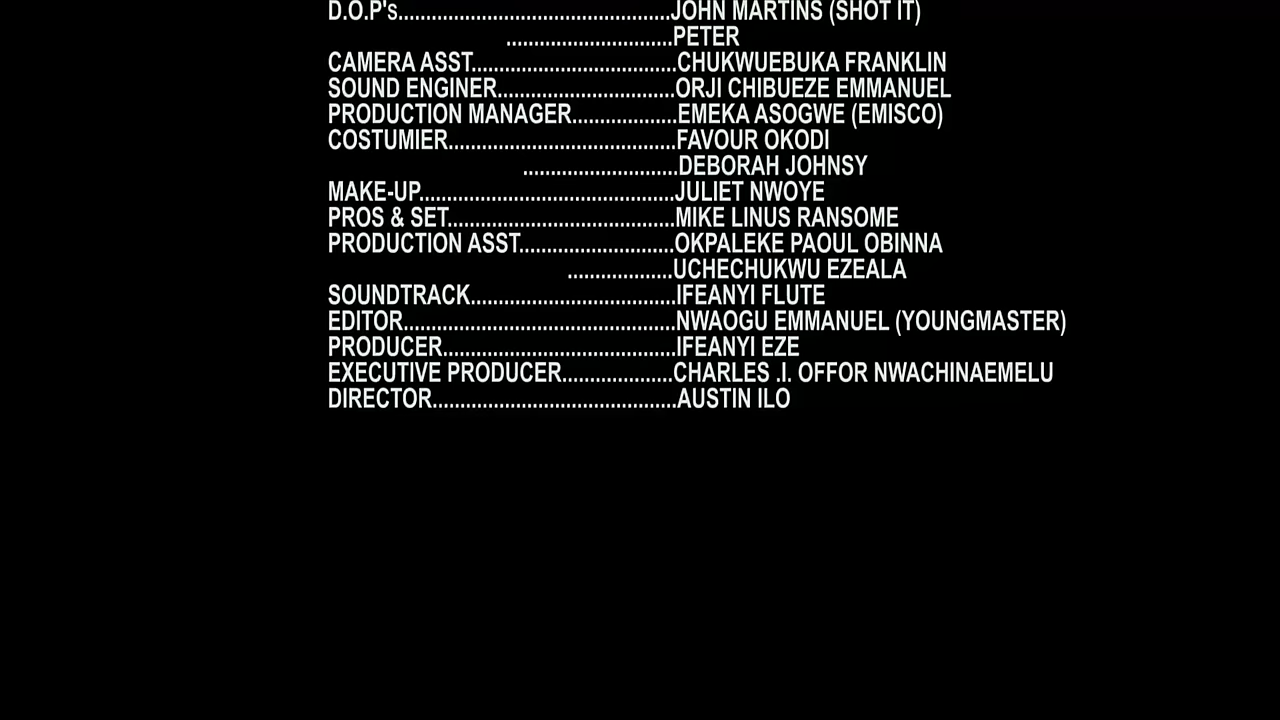 D.O.P's.................................................JOHN MARTINS (SHOT IT)
..............................PETER
CAMERA ASST.....................................CHUKWUEBUKA FRANKLIN
SOUND ENGINER................................ORJI CHIBUEZE EMMANUEL
PRODUCTION MANAGER...................EMEKA ASOGWE (EMISCO)
COSTUMIER.........................................FAVOUR OKODI
............................DEBORAH JOHNSY
MAKE-UP..............................................JULIET NWOYE
PROS & SET.........................................MIKE LINUS RANSOME
PRODUCTION ASST............................OKPALEKE PAOUL OBINNA
...................UCHECHUKWU EZEALA
SOUNDTRACK.....................................IFEANYI FLUTE
EDITOR.................................................NWAOGU EMMANUEL (YOUNGMASTER)
PRODUCER..........................................IFEANYI EZE
EXECUTIVE PRODUCER....................CHARLES .I. OFFOR NWACHINAEMELU
DIRECTOR............................................AUSTIN ILO